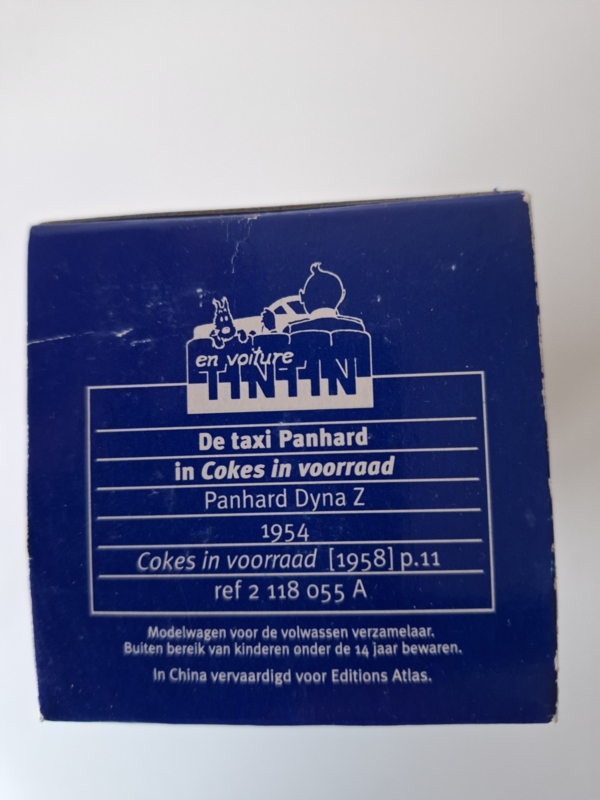 en voiture
TINTIN
De taxi Panhard
in Cokes in voorraad
Panhard Dyna Z
1954
Cokes in voorraad [1958] p.11
ref 2 118 055 A
Modelwagen voor de volwassen verzamelaar.
Buiten bereik van kinderen onder de 14 jaar bewaren.
In China vervaardigd voor Editions Atlas.